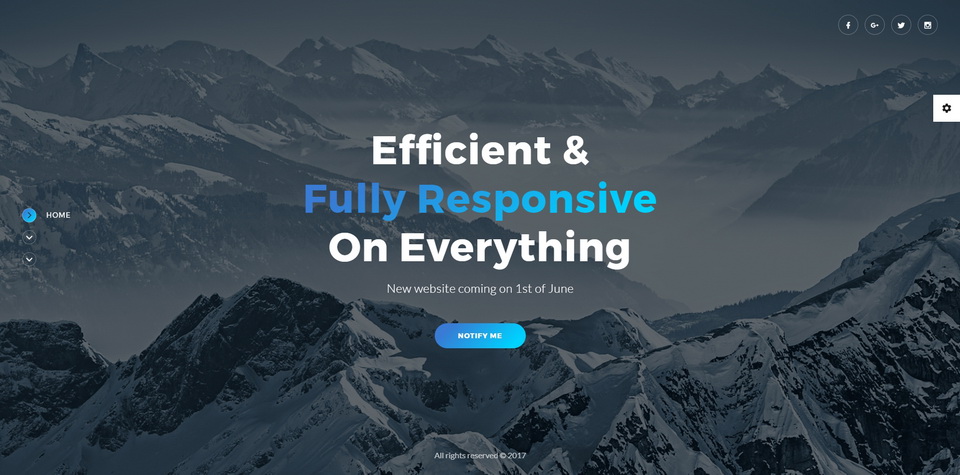 HOME
Efficient &
Fully Responsive
On Everything
New website coming on 1st of June
NOTIFY ME
All rights reserved © 2017